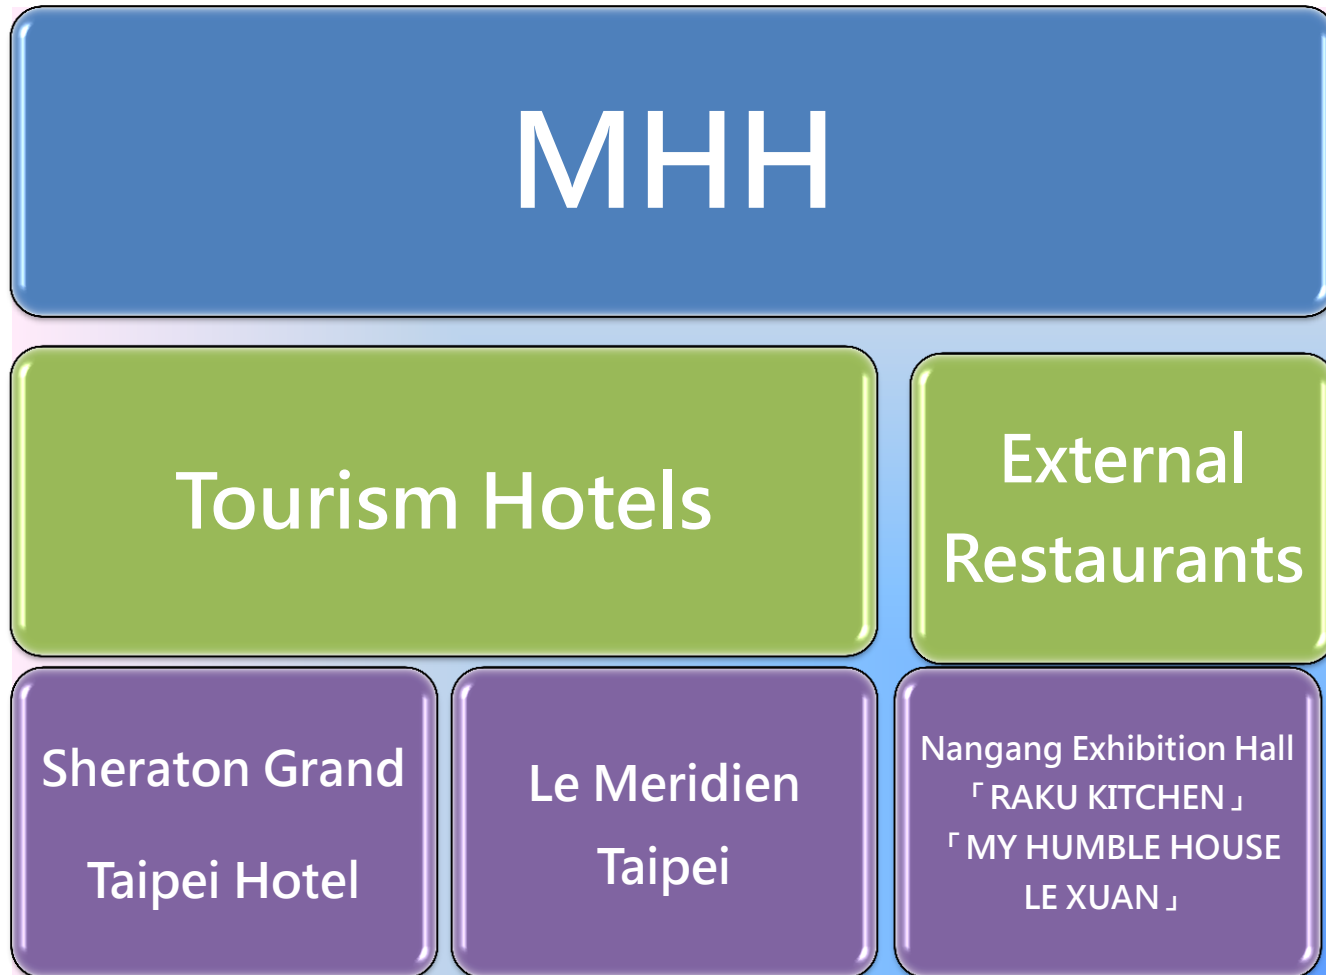 MHH
Tourism Hotels
External
Restaurants
Sheraton Grand
Taipei Hotel
Le Meridien
Taipei
Nangang Exhibition Hall
「RAKU KITCHEN」
「MY HUMBLE HOUSE
LE XUAN」